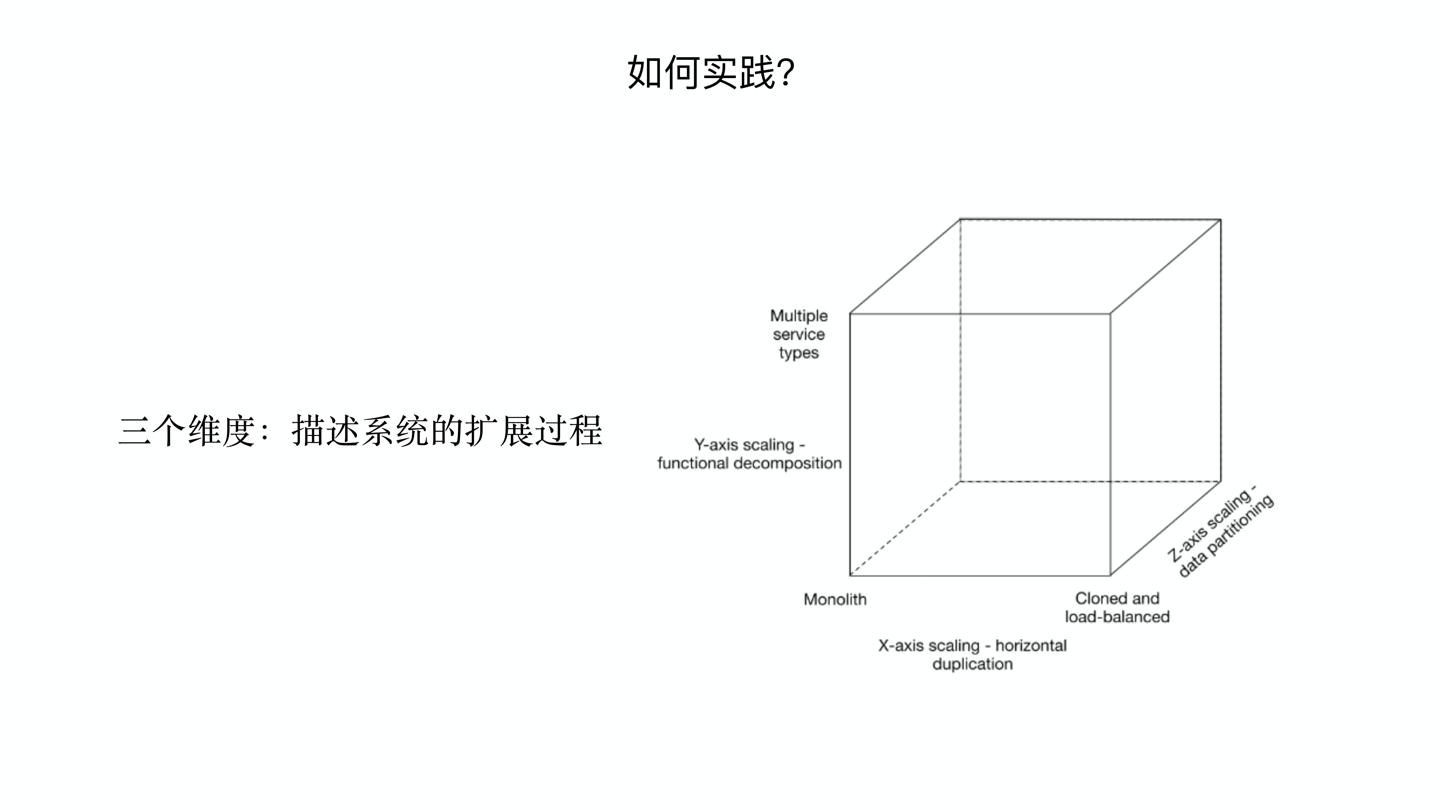 如何实践？
三个维度：描述系统的扩展过程
Multiple
service
types
Y-axis scaling -
functional decomposition
Z-axis scaling -
data partitioning
Monolith
Cloned and
load-balanced
X-axis scaling - horizontal
duplication